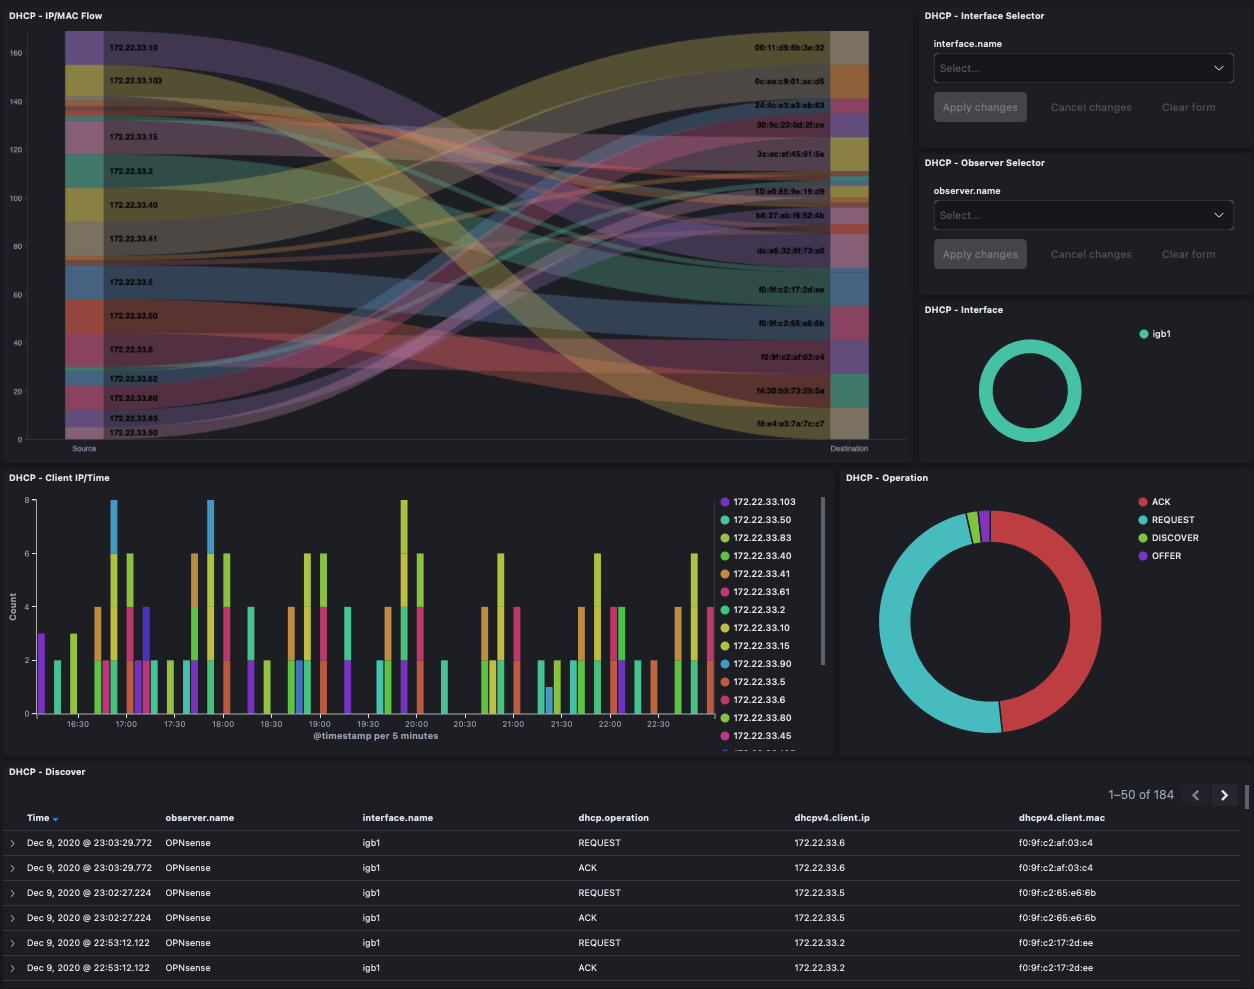 DHCP - IP/MAC Flow
160
140
120
100
80
60
40
20
0
172.22.33.10
172.22.33.103
172.22.33.15
172.22.33.2
172.22.33.40
172.22.33.41
172.22.33.5
172.22.33.50
172.22.33.6
172.22.33.62
172.22.33.80
172.22.33.83
172.22.33.90
00:11:d9:8b:3e:32
0c:ea:c9:01:ac:d5
24:4c:e3:e3:eb:63
30:9c:23:0d:2f:ce
3c:ec:ef:45:91:5e
50:e0:85:9e:19:d9
b8:27:eb:f9:52:4b
dc:a6:32:8f:73:a0
f0:9f:c2:17:2d:ee
f0:9f:c2:65:e6:6b
f0:9f:c2:af:03:c4
f4:30:b9:73:29:5a
f8:e4:e3:7a:7c:c7
Source
Destination
DHCP - Interface Selector
interface.name
Select...
Apply changes Cancel changes Clear form
DHCP - Observer Selector
observer.name
Select...
Apply changes Cancel changes Clear form
DHCP - Interface
igb1
DHCP - Client IP/Time
Count
8
6
4
2
0
16:30 17:00 17:30 18:00 18:30 19:00 19:30 20:00 20:30 21:00 21:30 22:00 22:30
@timestamp per 5 minutes
172.22.33.103
172.22.33.50
172.22.33.83
172.22.33.40
172.22.33.41
172.22.33.61
172.22.33.2
172.22.33.10
172.22.33.15
172.22.33.90
172.22.33.5
172.22.33.6
172.22.33.80
172.22.33.45
DHCP - Operation
ACK
REQUEST
DISCOVER
OFFER
DHCP - Discover
1–50 of 184
Time observer.name interface.name dhcp.operation dhcpv4.client.ip dhcpv4.client.mac
Dec 9, 2020 @ 23:03:29.772 OPNsense igb1 REQUEST 172.22.33.6 f0:9f:c2:af:03:c4
Dec 9, 2020 @ 23:03:29.772 OPNsense igb1 ACK 172.22.33.6 f0:9f:c2:af:03:c4
Dec 9, 2020 @ 23:02:27.224 OPNsense igb1 REQUEST 172.22.33.5 f0:9f:c2:65:e6:6b
Dec 9, 2020 @ 23:02:27.224 OPNsense igb1 ACK 172.22.33.5 f0:9f:c2:65:e6:6b
Dec 9, 2020 @ 22:53:12.122 OPNsense igb1 REQUEST 172.22.33.2 f0:9f:c2:17:2d:ee
Dec 9, 2020 @ 22:53:12.122 OPNsense igb1 ACK 172.22.33.2 f0:9f:c2:17:2d:ee